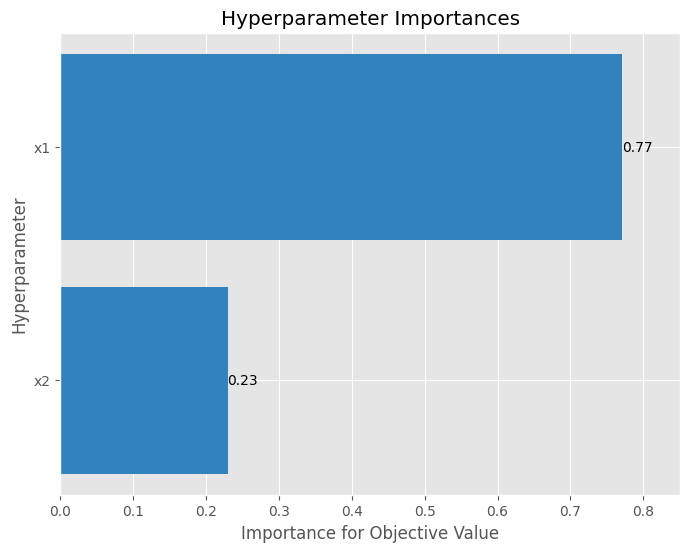 Hyperparameter Importances
Hyperparameter
x1
0.77
x2
0.23
0.0 0.1 0.2 0.3 0.4 0.5 0.6 0.7 0.8
Importance for Objective Value